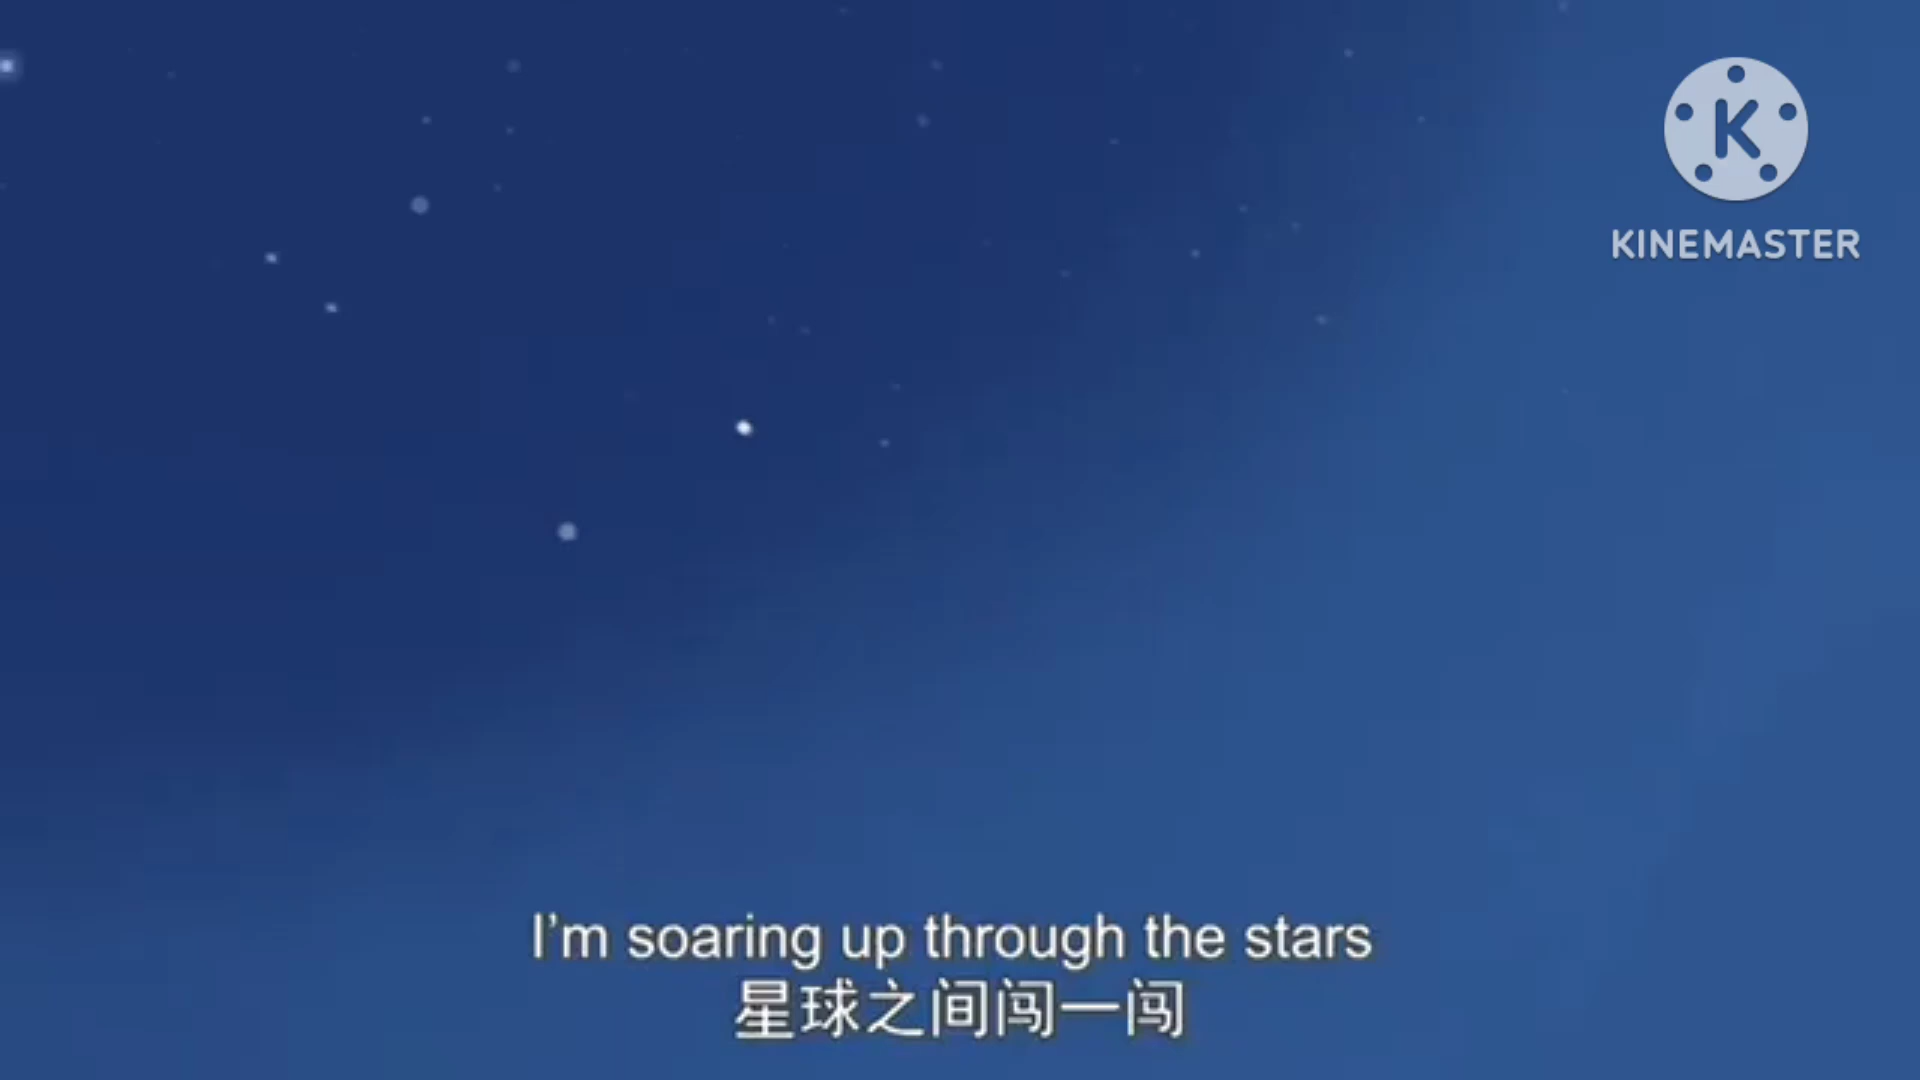 K
KINEMASTER
I'm soaring up through the stars
星球之间闯一闯